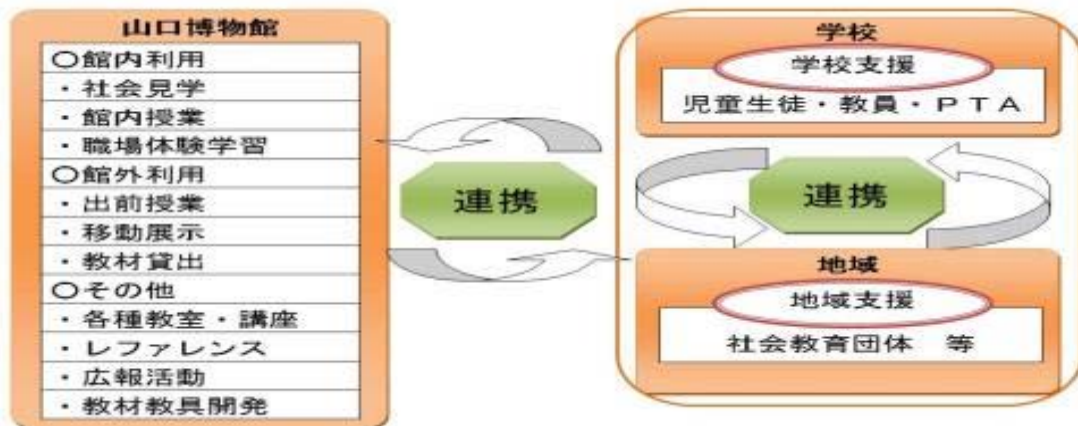 山口博物館
〇館内利用
・社会見学
・館内授業
・職場体験学習
〇館外利用
・出前授業
・移動展示
・教材貸出
〇その他
・各種教室・講座
・レファレンス
・広報活動
・教材教具開発
連携
学校
学校支援
児童生徒・教員・ＰＴＡ
連携
地域
地域支援
社会教育団体　等